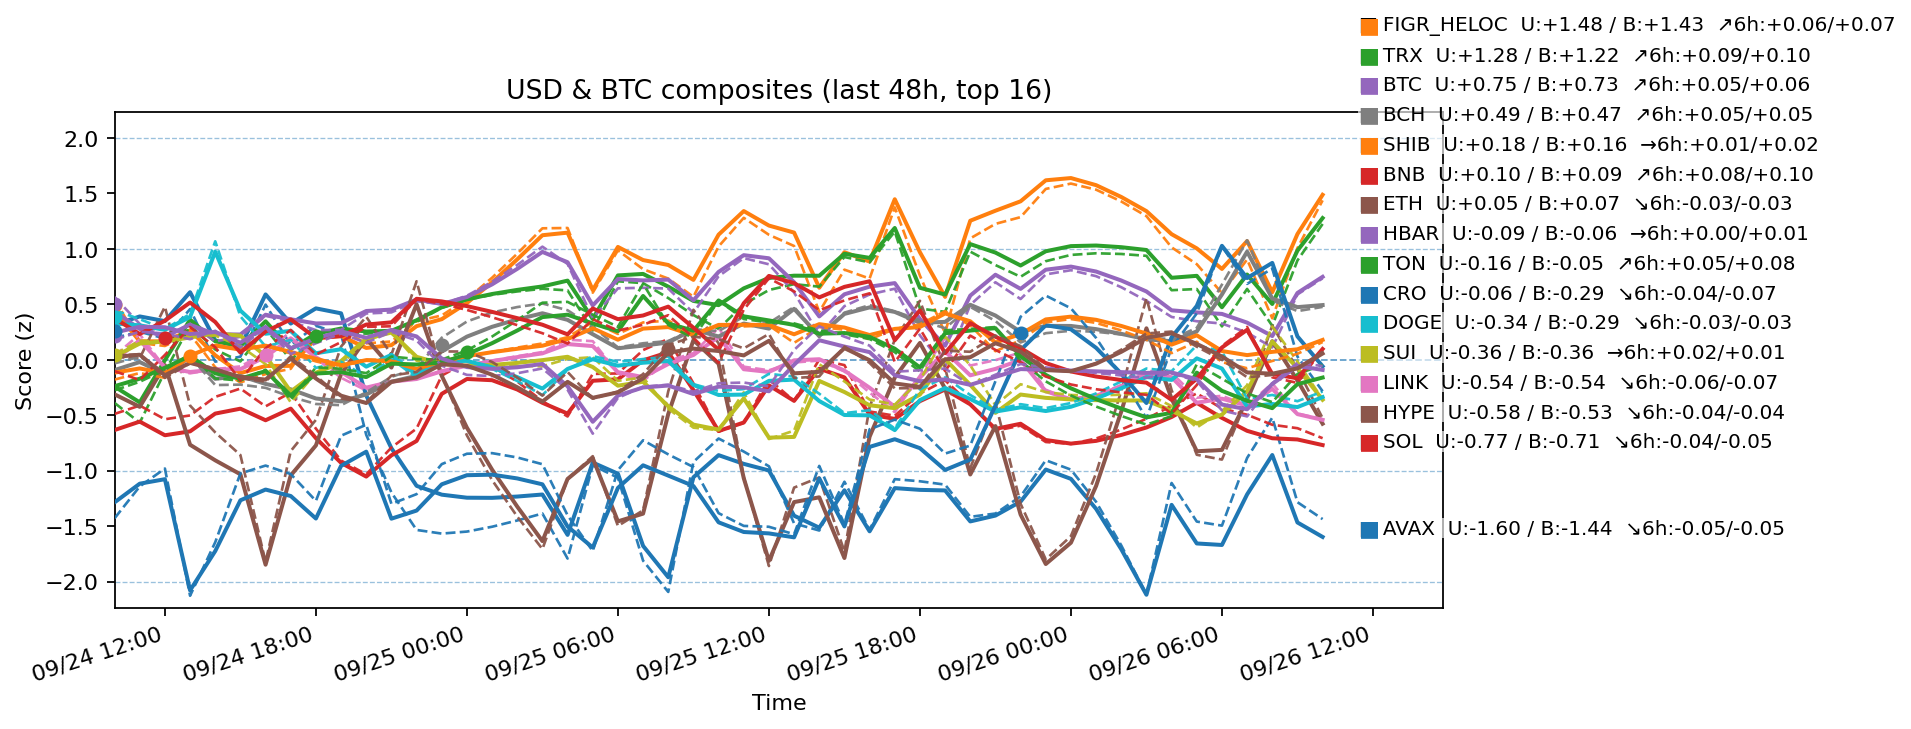 FIGR_HELOC U:+1.48 / B:+1.43 ↗6h:+0.06/+0.07
TRX U:+1.28 / B:+1.22 ↗6h:+0.09/+0.10
USD & BTC composites (last 48h, top 16)
BTC U:+0.75 / B:+0.73 ↗6h:+0.05/+0.06
BCH U:+0.49 / B:+0.47 ↗6h:+0.05/+0.05
SHIB U:+0.18 / B:+0.16 →6h:+0.01/+0.02
BNB U:+0.10 / B:+0.09 ↗6h:+0.08/+0.10
ETH U:+0.05 / B:+0.07 ↘6h:-0.03/-0.03
HBAR U:-0.09 / B:-0.06 →6h:+0.00/+0.01
TON U:-0.16 / B:-0.05 ↗6h:+0.05/+0.08
CRO U:-0.06 / B:-0.29 ↘6h:-0.04/-0.07
DOGE U:-0.34 / B:-0.29 ↘6h:-0.03/-0.03
SUI U:-0.36 / B:-0.36 →6h:+0.02/+0.01
LINK U:-0.54 / B:-0.54 ↘6h:-0.06/-0.07
HYPE U:-0.58 / B:-0.53 ↘6h:-0.04/-0.04
SOL U:-0.77 / B:-0.71 ↘6h:-0.04/-0.05
AVAX U:-1.60 / B:-1.44 ↘6h:-0.05/-0.05
Score (z)
2.0
1.5
1.0
0.5
0.0
−0.5
−1.0
−1.5
−2.0
09/24 12:00
09/24 18:00
09/25 00:00
09/25 06:00
09/25 12:00
09/25 18:00
09/26 00:00
09/26 06:00
09/26 12:00
Time